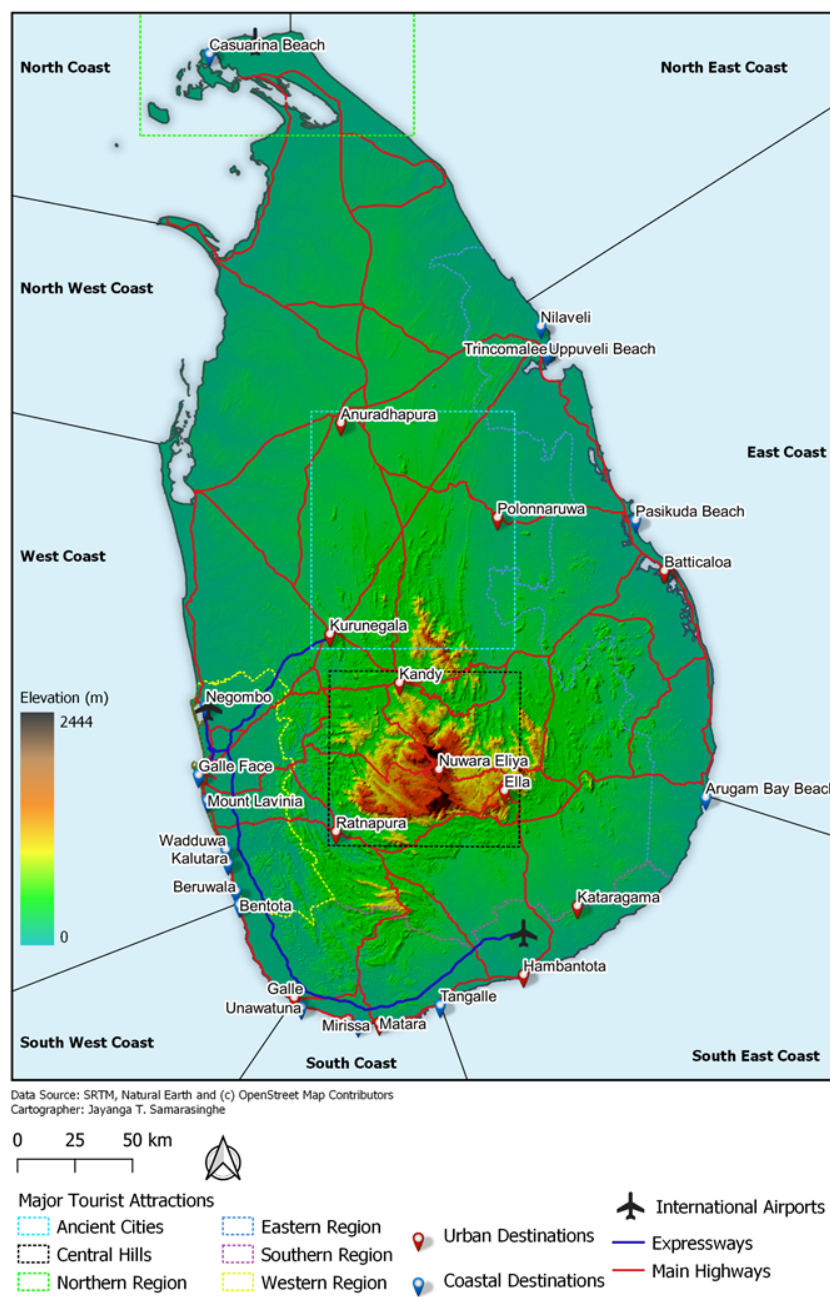 Casuarina Beach
North Coast
North East Coast
North West Coast
Nilaveli
Trincomalee
Uppuveli Beach
Anuradhapura
East Coast
Polonnaruwa
Pasikuda Beach
West Coast
Batticaloa
Kurunegala
Kandy
Elevation (m)
2444
0
Negombo
Nuwara Eliya
Galle Face
Ella
Arugam Bay Beach
Mount Lavinia
Ratnapura
Wadduwa
Kalutara
Beruwala
Bentota
Kataragama
Hambantota
Galle
Unawatuna
Tangalle
Mirissa
Matara
South West Coast
South Coast
South East Coast
Data Source: SRTM, Natural Earth and (c) OpenStreet Map Contributors
Cartographer: Jayanga T. Samarasinghe
0 25 50 km
Major Tourist Attractions
Ancient Cities
Central Hills
Northern Region
Eastern Region
Southern Region
Western Region
Urban Destinations
Coastal Destinations
International Airports
Expressways
Main Highways